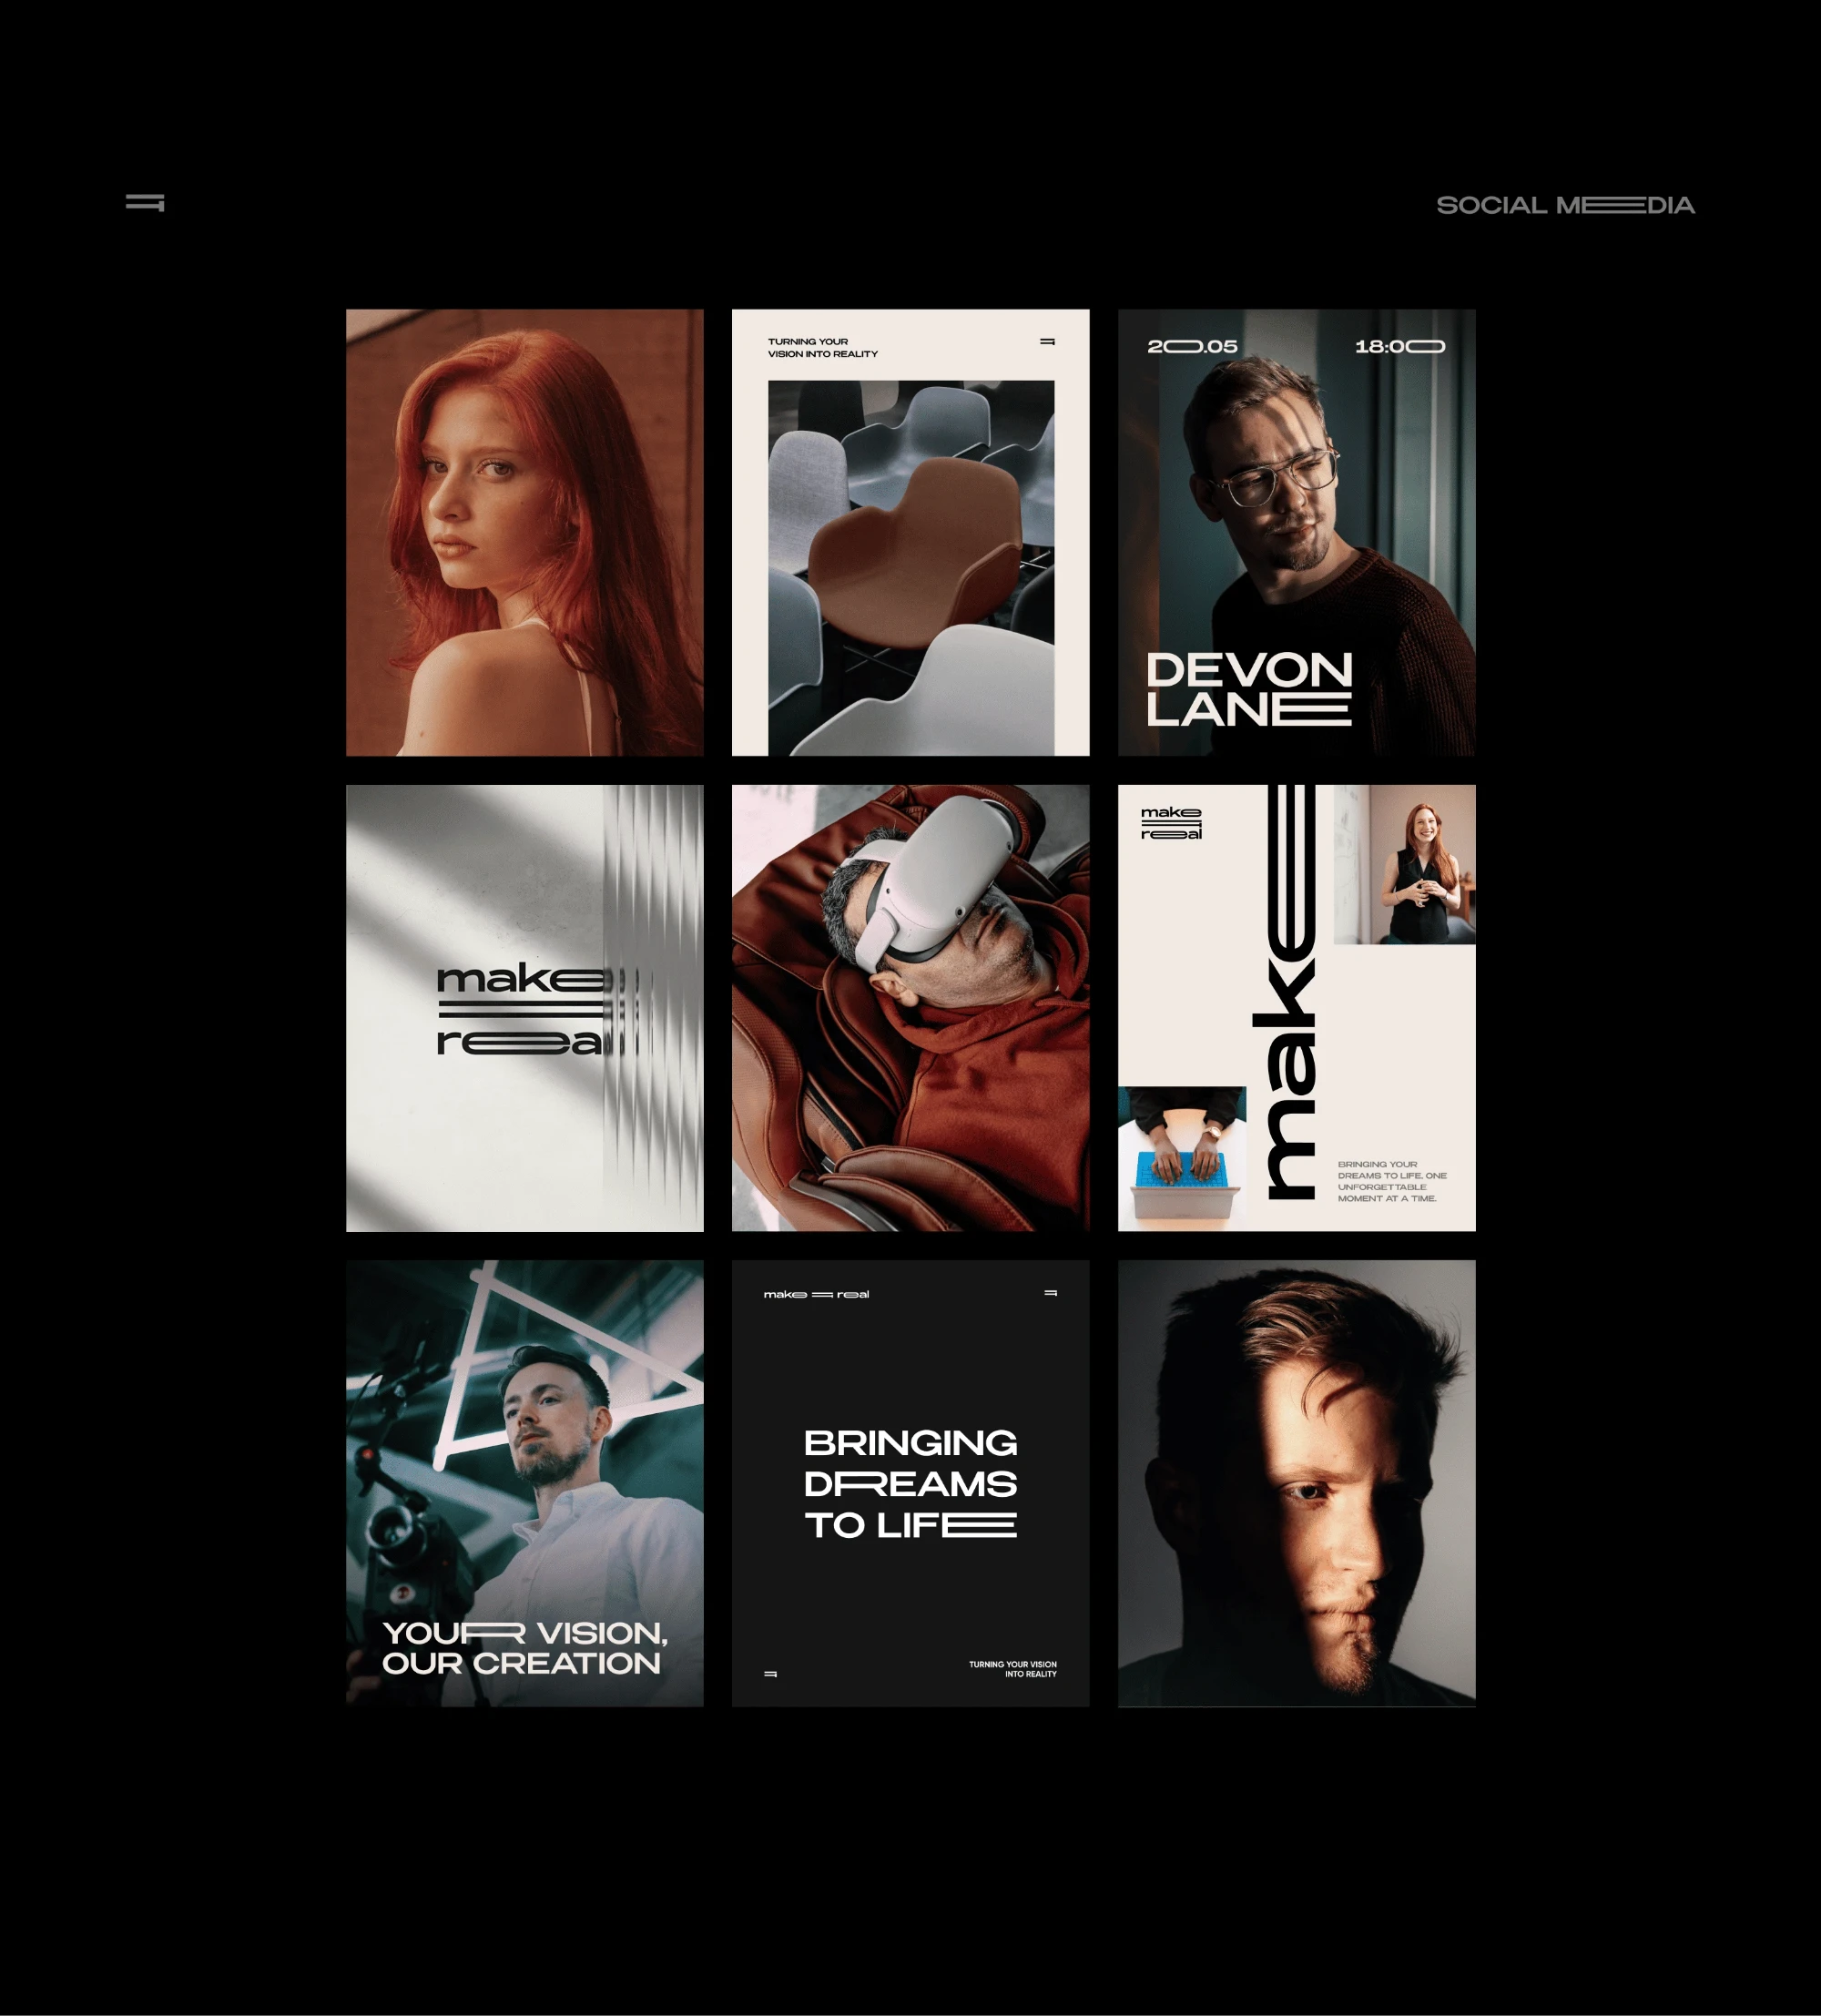 SOCIAL MEDIA
TURNING YOUR
VISION INTO REALITY
20.05
18:00
DEVON
LANE
make
real
make
real
make
BRINGING YOUR
DREAMS TO LIFE, ONE
UNFORGETTABLE
MOMENT AT A TIME.
YOUR VISION,
OUR CREATION
make real
BRINGING
DREAMS
TO LIFE
TURNING YOUR VISION
INTO REALITY